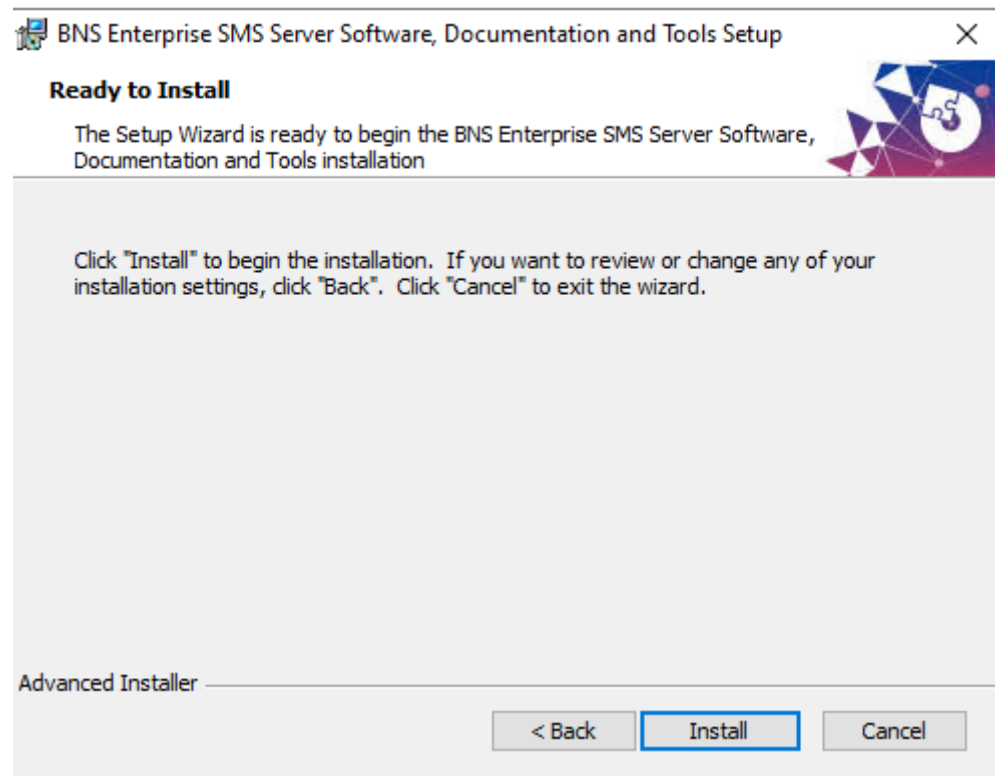 BNS Enterprise SMS Server Software, Documentation and Tools Setup
Ready to Install
The Setup Wizard is ready to begin the BNS Enterprise SMS Server Software,
Documentation and Tools installation
Click "Install" to begin the installation. If you want to review or change any of your
installation settings, click "Back". Click "Cancel" to exit the wizard.
Advanced Installer
< Back
Install
Cancel